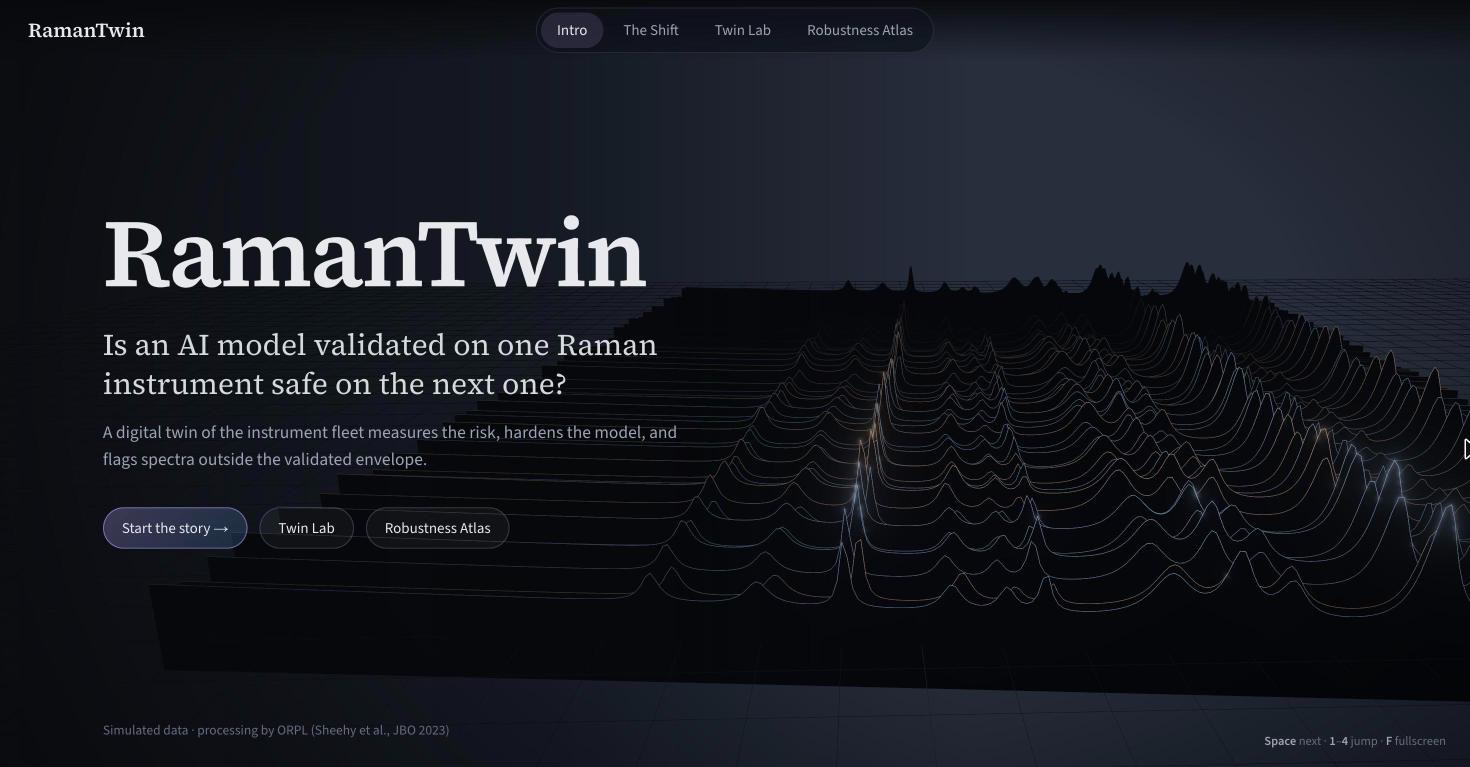 RamanTwin
Intro
The Shift
Twin Lab
Robustness Atlas
RamanTwin
Is an AI model validated on one Raman
instrument safe on the next one?
A digital twin of the instrument fleet measures the risk, hardens the model, and
flags spectra outside the validated envelope.
Start the story →
Twin Lab
Robustness Atlas
Simulated data · processing by ORPL (Sheehy et al., JBO 2023)
Space next · 1–4 jump · F fullscreen